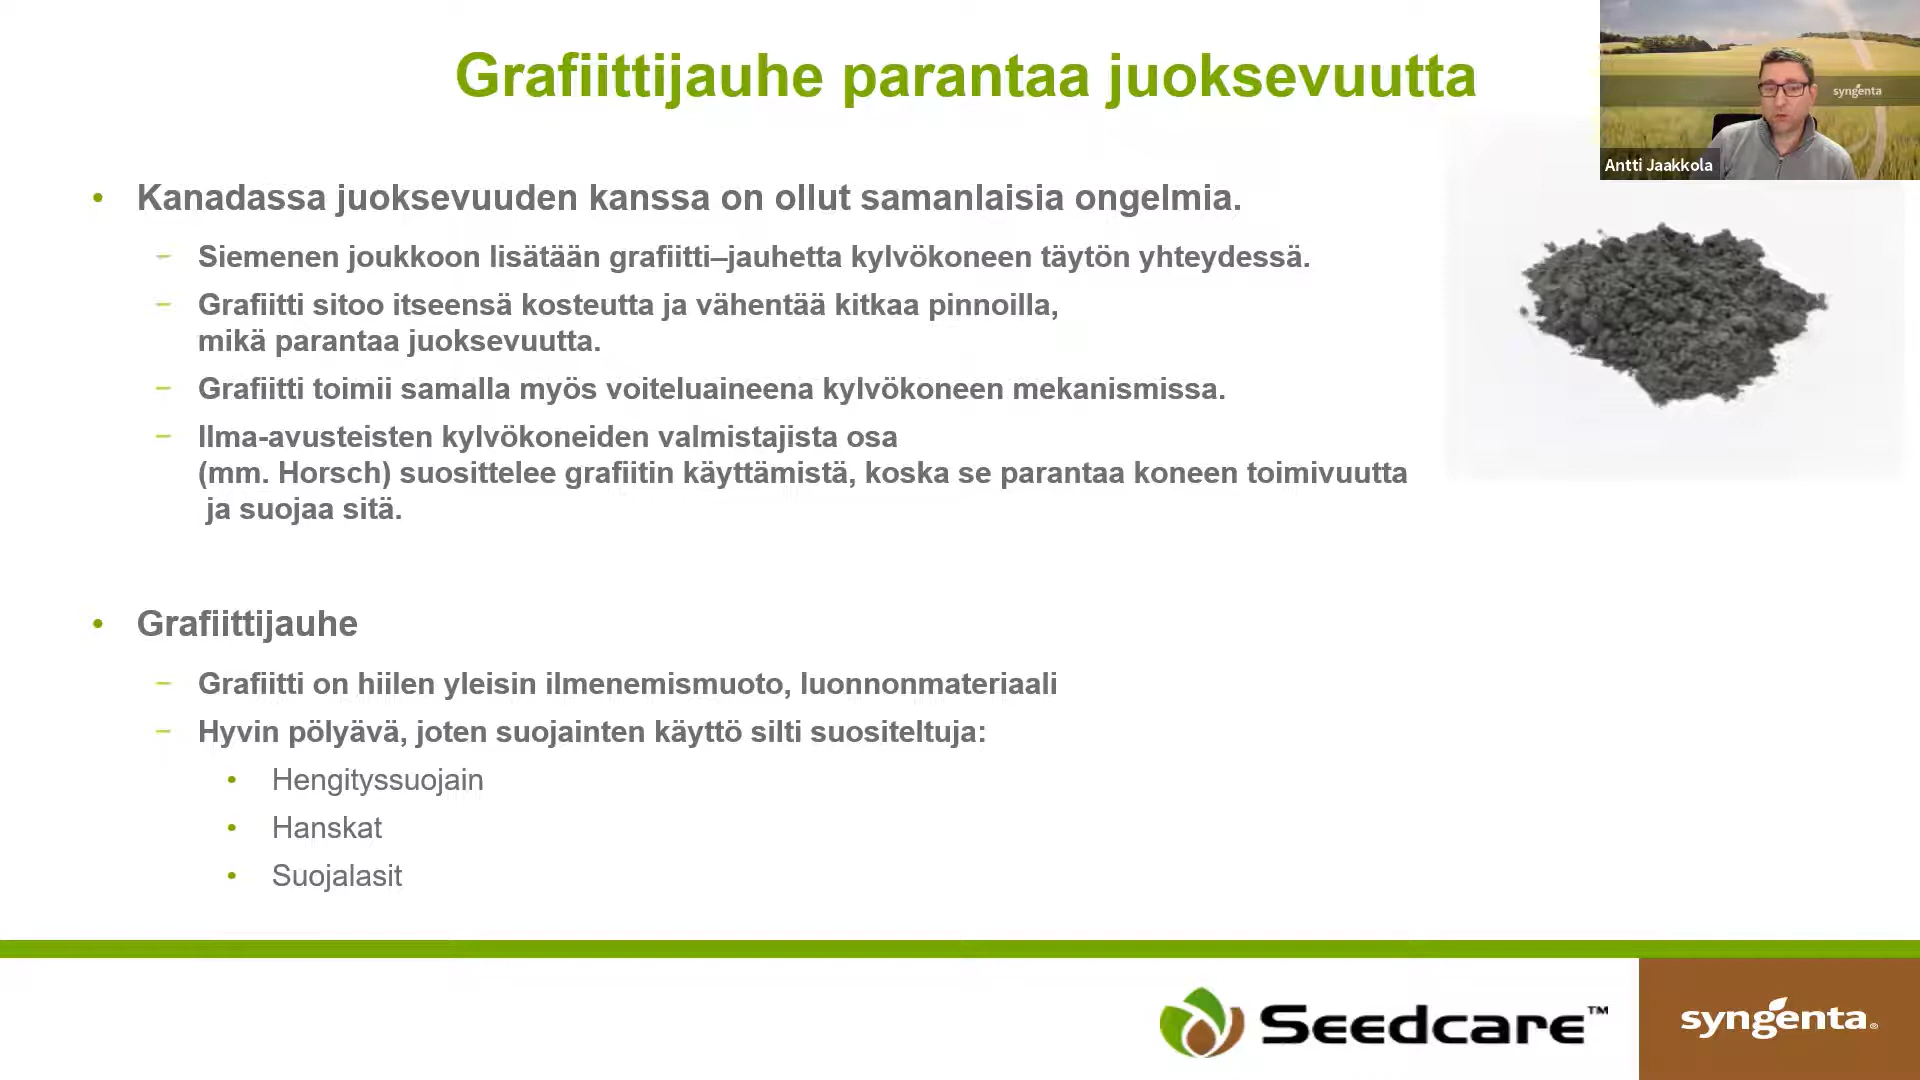 Grafiittijauhe parantaa juoksevuutta
syngenta
Antti Jaakkola
• Kanadassa juoksevuuden kanssa on ollut samanlaisia ongelmia.
− Siemenen joukkoon lisätään grafiitti–jauhetta kylvökoneen täytön yhteydessä.
− Grafiitti sitoo itseensä kosteutta ja vähentää kitkaa pinnoilla,
mikä parantaa juoksevuutta.
− Grafiitti toimii samalla myös voiteluaineena kylvökoneen mekanismissa.
− Ilma-avusteisten kylvökoneiden valmistajista osa
(mm. Horsch) suosittelee grafiitin käyttämistä, koska se parantaa koneen toimivuutta
ja suojaa sitä.
• Grafiittijauhe
− Grafiitti on hiilen yleisin ilmenemismuoto, luonnonmateriaali
− Hyvin pölyävä, joten suojainten käyttö silti suositeltuja:
• Hengityssuojain
• Hanskat
• Suojalasit
Seedcare™
syngenta®